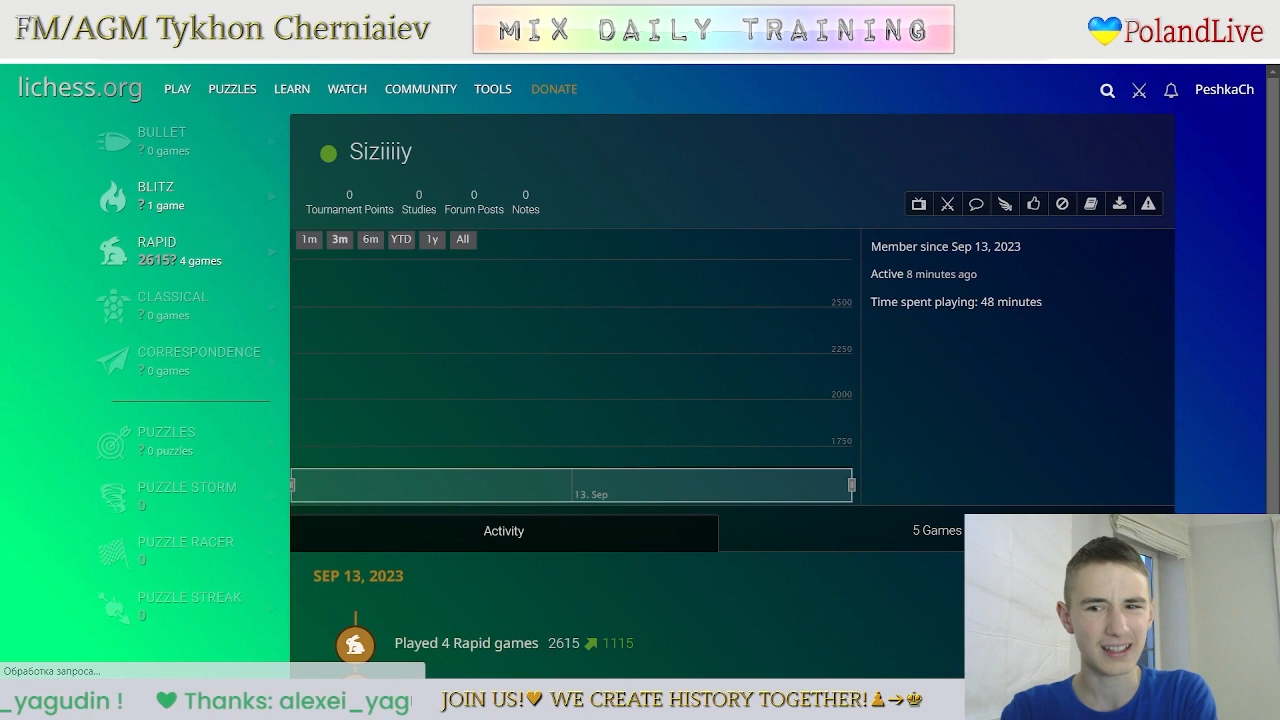 FM/AGM Tykhon Cherniaiev
MIX DAILY TRAINING
PolandLive
lichess.org PLAY PUZZLES LEARN WATCH COMMUNITY TOOLS DONATE PeshkaCh
BULLET
? 0 games
BLITZ
? 1 game
RAPID
2615? 4 games
CLASSICAL
? 0 games
CORRESPONDENCE
? 0 games
PUZZLES
? 0 puzzles
PUZZLE STORM
0
PUZZLE RACER
0
PUZZLE STREAK
0
Siziiiiy
0 0 0 0
Tournament Points Studies Forum Posts Notes
1m 3m 6m YTD 1y All
2500
2250
2000
1750
13. Sep
Member since Sep 13, 2023
Active 8 minutes ago
Time spent playing: 48 minutes
Activity 5 Games
SEP 13, 2023
Played 4 Rapid games 2615 1115
Обработка запроса...
_yagudin ! Thanks: alexei_yag
JOIN US! WE CREATE HISTORY TOGETHER!